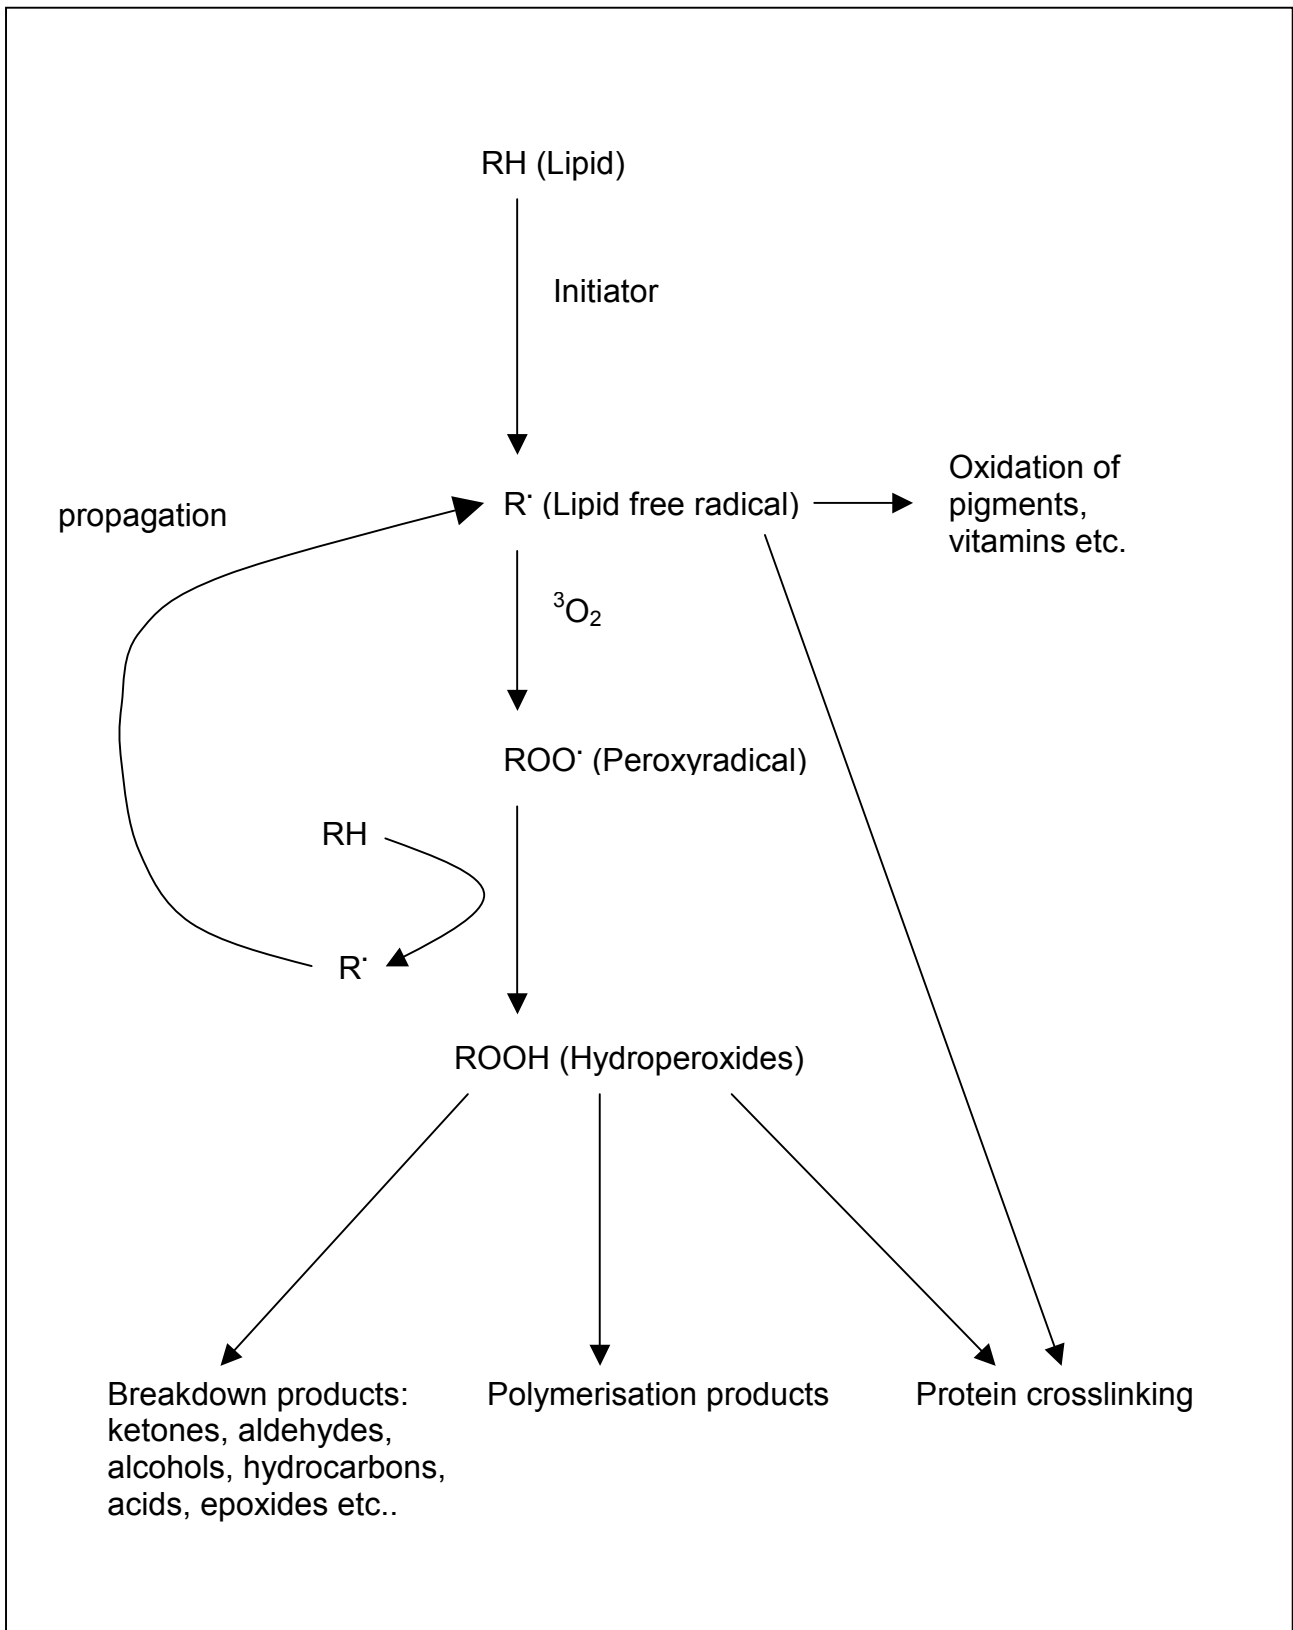 RH (Lipid)
Initiator
Oxidation of
pigments,
vitamins etc.
propagation
R˙ (Lipid free radical)
³O₂
ROO˙ (Peroxyradical)
RH
R˙
ROOH (Hydroperoxides)
Breakdown products:
ketones, aldehydes,
alcohols, hydrocarbons,
acids, epoxides etc..
Polymerisation products
Protein crosslinking